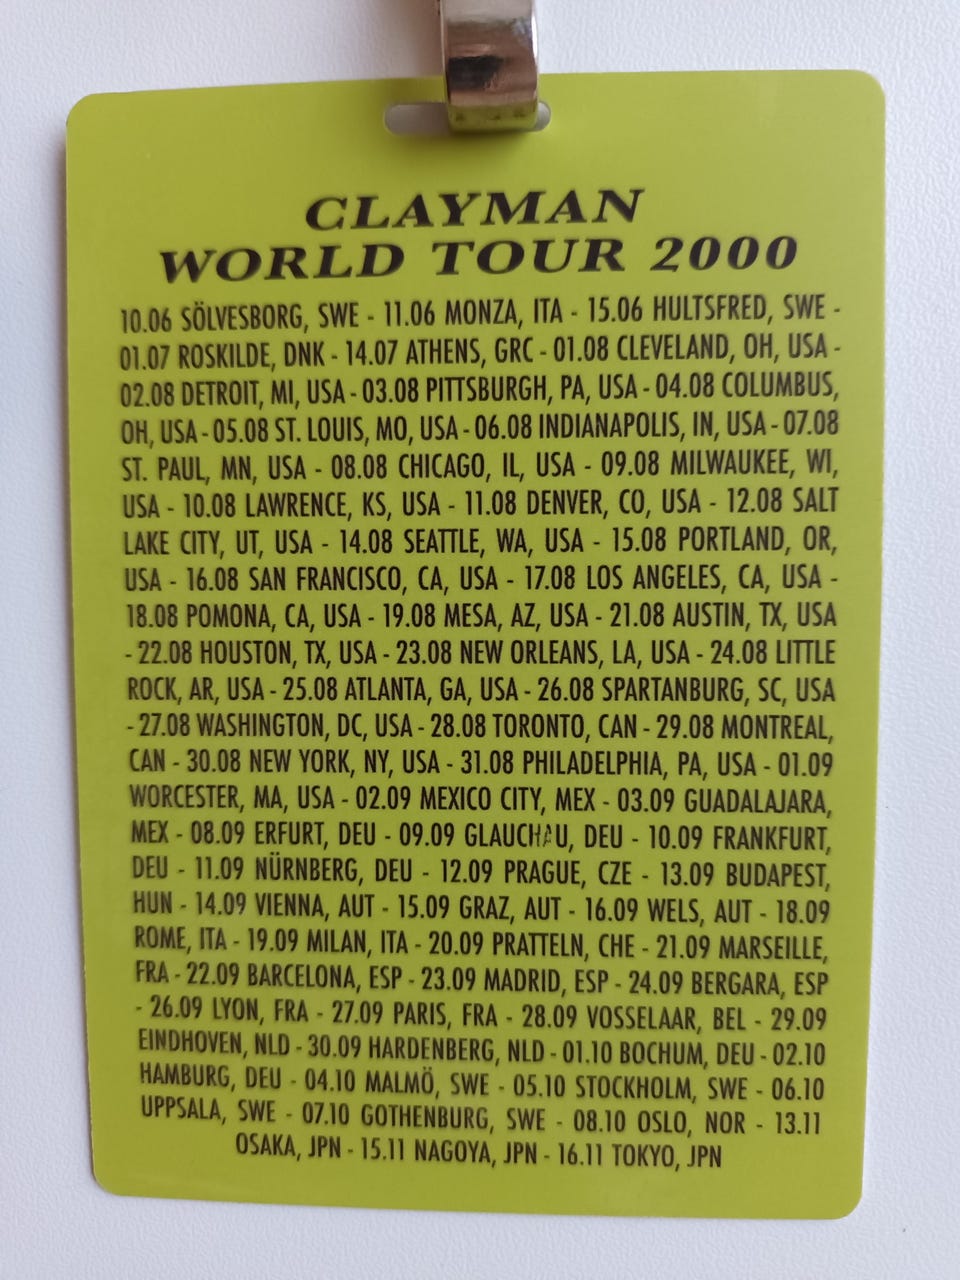 CLAYMAN
WORLD TOUR 2000
10.06 SÖLVESBORG, SWE - 11.06 MONZA, ITA - 15.06 HULTSFRED, SWE -
01.07 ROSKILDE, DNK - 14.07 ATHENS, GRC - 01.08 CLEVELAND, OH, USA -
02.08 DETROIT, MI, USA - 03.08 PITTSBURGH, PA, USA - 04.08 COLUMBUS,
OH, USA - 05.08 ST. LOUIS, MO, USA - 06.08 INDIANAPOLIS, IN, USA - 07.08
ST. PAUL, MN, USA - 08.08 CHICAGO, IL, USA - 09.08 MILWAUKEE, WI,
USA - 10.08 LAWRENCE, KS, USA - 11.08 DENVER, CO, USA - 12.08 SALT
LAKE CITY, UT, USA - 14.08 SEATTLE, WA, USA - 15.08 PORTLAND, OR,
USA - 16.08 SAN FRANCISCO, CA, USA - 17.08 LOS ANGELES, CA, USA -
18.08 POMONA, CA, USA - 19.08 MESA, AZ, USA - 21.08 AUSTIN, TX, USA
- 22.08 HOUSTON, TX, USA - 23.08 NEW ORLEANS, LA, USA - 24.08 LITTLE
ROCK, AR, USA - 25.08 ATLANTA, GA, USA - 26.08 SPARTANBURG, SC, USA
- 27.08 WASHINGTON, DC, USA - 28.08 TORONTO, CAN - 29.08 MONTREAL,
CAN - 30.08 NEW YORK, NY, USA - 31.08 PHILADELPHIA, PA, USA - 01.09
WORCESTER, MA, USA - 02.09 MEXICO CITY, MEX - 03.09 GUADALAJARA,
MEX - 08.09 ERFURT, DEU - 09.09 GLAUCHAU, DEU - 10.09 FRANKFURT,
DEU - 11.09 NÜRNBERG, DEU - 12.09 PRAGUE, CZE - 13.09 BUDAPEST,
HUN - 14.09 VIENNA, AUT - 15.09 GRAZ, AUT - 16.09 WELS, AUT - 18.09
ROME, ITA - 19.09 MILAN, ITA - 20.09 PRATTELN, CHE - 21.09 MARSEILLE,
FRA - 22.09 BARCELONA, ESP - 23.09 MADRID, ESP - 24.09 BERGARA, ESP
- 26.09 LYON, FRA - 27.09 PARIS, FRA - 28.09 VOSSELAAR, BEL - 29.09
EINDHOVEN, NLD - 30.09 HARDENBERG, NLD - 01.10 BOCHUM, DEU - 02.10
HAMBURG, DEU - 04.10 MALMÖ, SWE - 05.10 STOCKHOLM, SWE - 06.10
UPPSALA, SWE - 07.10 GOTHENBURG, SWE - 08.10 OSLO, NOR - 13.11
OSAKA, JPN - 15.11 NAGOYA, JPN - 16.11 TOKYO, JPN